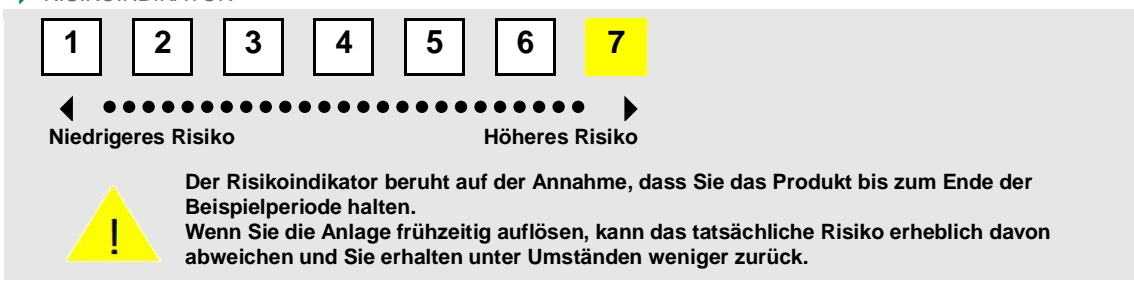 RISIKOINDIKATOR
1 2 3 4 5 6 7
Niedrigeres Risiko Höheres Risiko
Der Risikoindikator beruht auf der Annahme, dass Sie das Produkt bis zum Ende der
Beispielperiode halten.
! Wenn Sie die Anlage frühzeitig auflösen, kann das tatsächliche Risiko erheblich davon
abweichen und Sie erhalten unter Umständen weniger zurück.